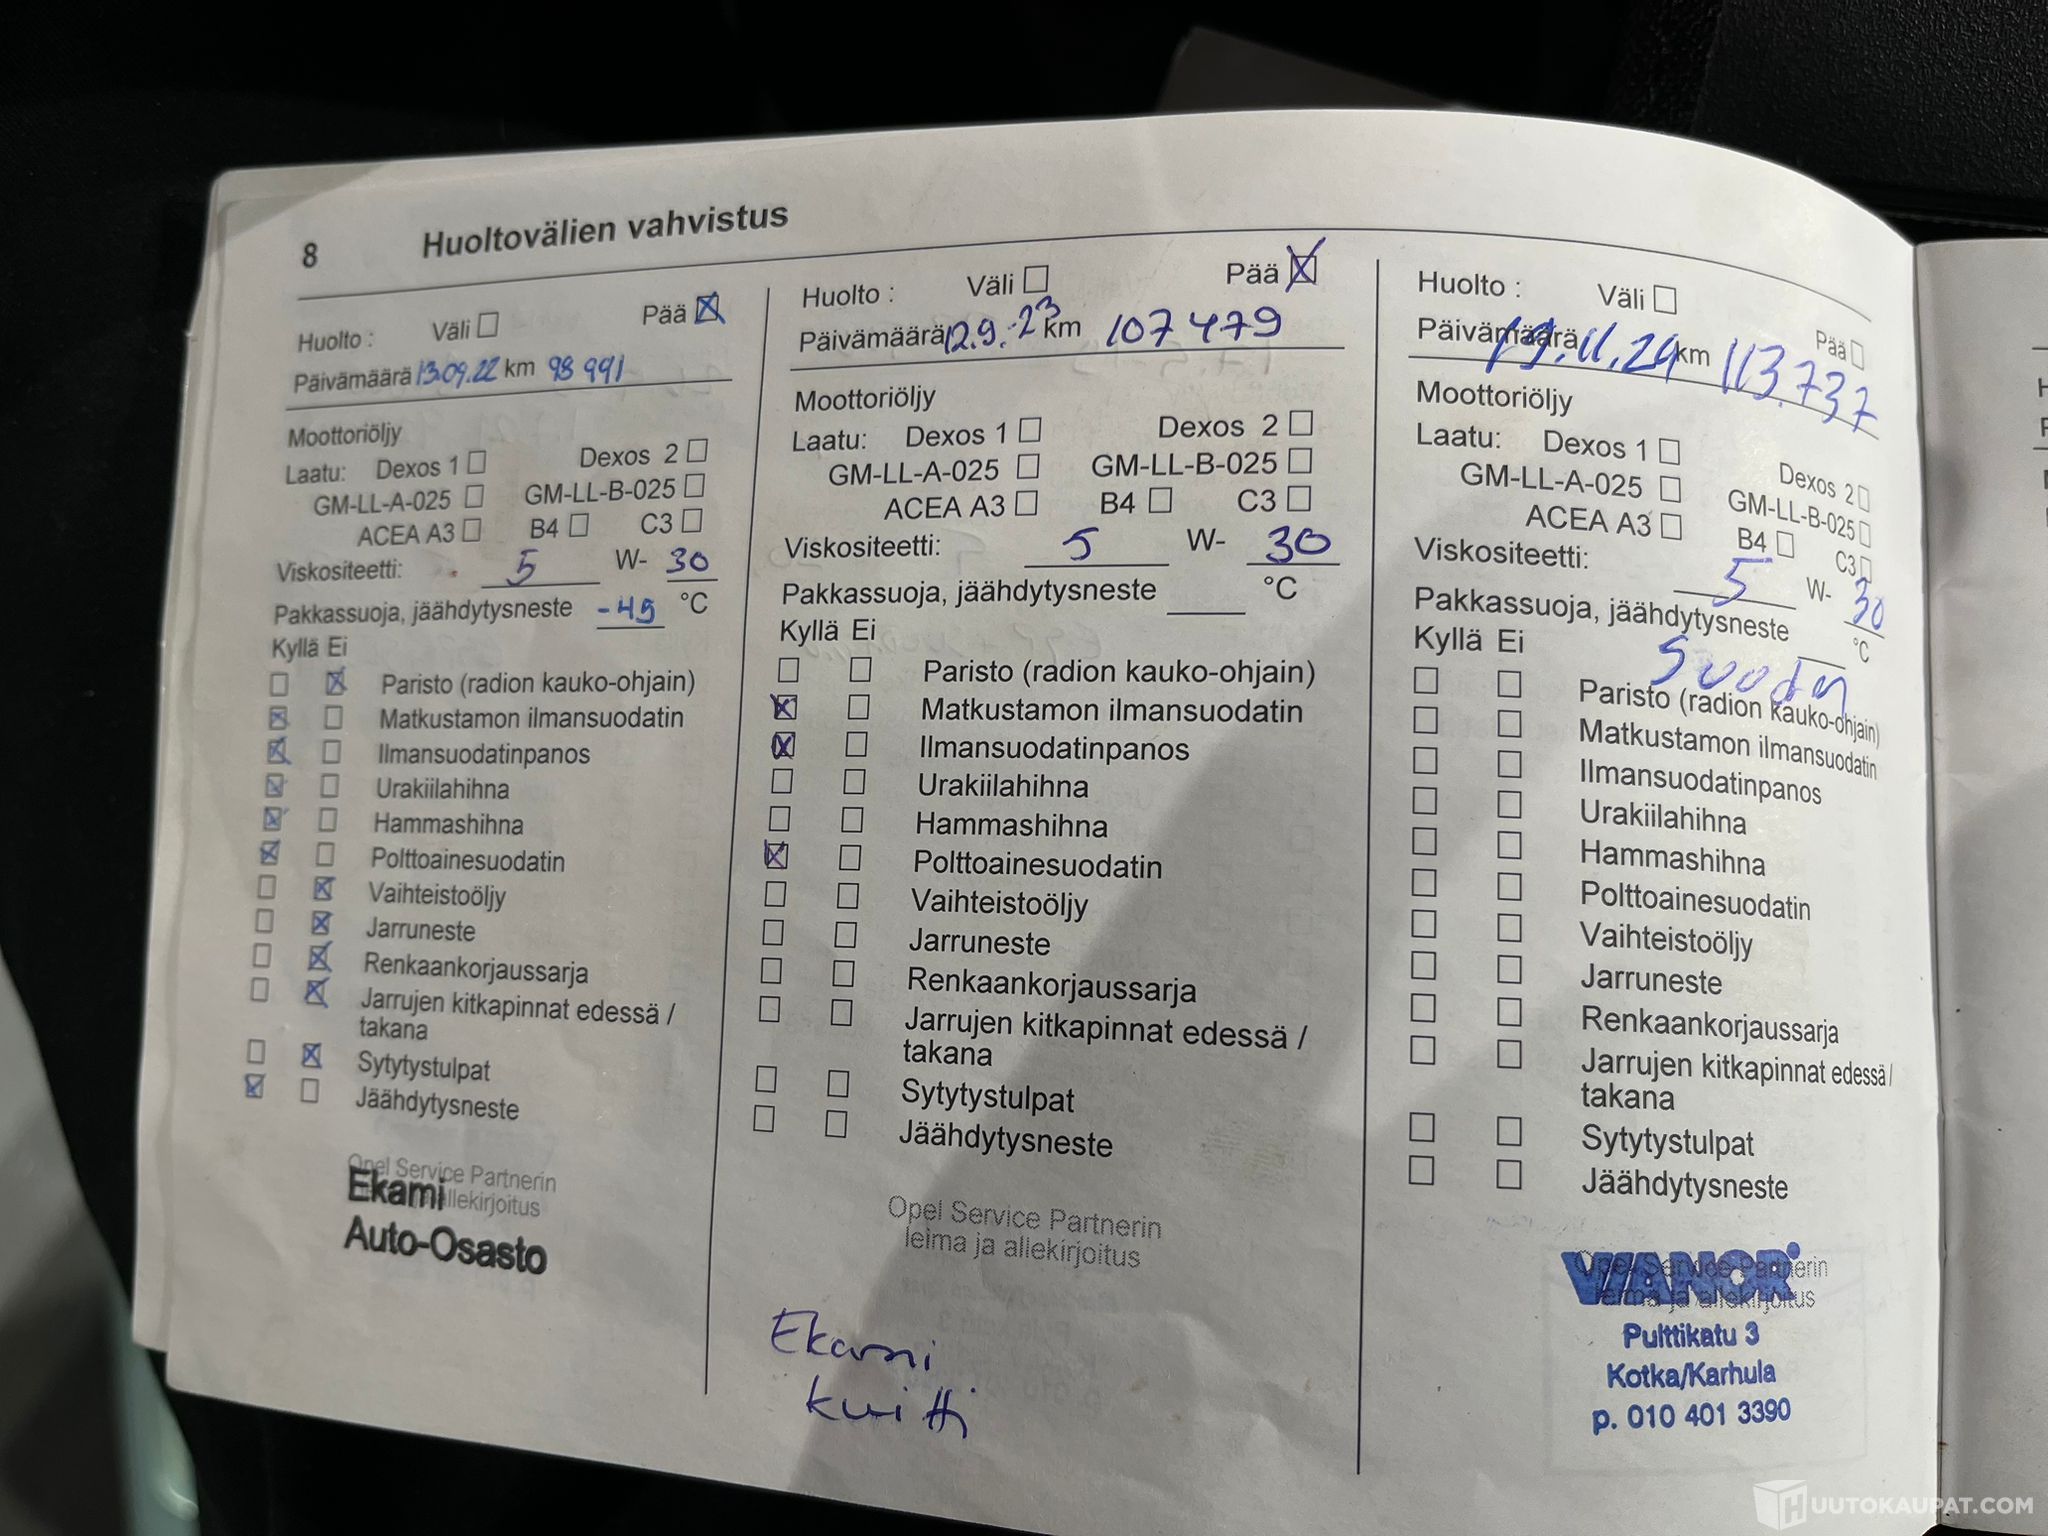 8 Huoltovälien vahvistus
Huolto : Väli Pää
Päivämäärä 13.09.22 km 98 991
Moottoriöljy
Laatu: Dexos 1 Dexos 2
GM-LL-A-025 GM-LL-B-025
ACEA A3 B4 C3
Viskositeetti: 5 W- 30
Pakkassuoja, jäähdytysneste -45 °C
Kyllä Ei
Paristo (radion kauko-ohjain)
Matkustamon ilmansuodatin
Ilmansuodatinpanos
Urakiilahihna
Hammashihna
Polttoainesuodatin
Vaihteistoöljy
Jarruneste
Renkaankorjaussarja
Jarrujen kitkapinnat edessä /
takana
Sytytystulpat
Jäähdytysneste
Opel Service Partnerin
allekirjoitus
Ekami
Auto-Osasto
Huolto : Väli Pää
Päivämäärä 12.9.-23 km 107 479
Moottoriöljy
Laatu: Dexos 1 Dexos 2
GM-LL-A-025 GM-LL-B-025
ACEA A3 B4 C3
Viskositeetti: 5 W- 30
Pakkassuoja, jäähdytysneste °C
Kyllä Ei
Paristo (radion kauko-ohjain)
Matkustamon ilmansuodatin
Ilmansuodatinpanos
Urakiilahihna
Hammashihna
Polttoainesuodatin
Vaihteistoöljy
Jarruneste
Renkaankorjaussarja
Jarrujen kitkapinnat edessä /
takana
Sytytystulpat
Jäähdytysneste
Opel Service Partnerin
leima ja allekirjoitus
Ekami
kuitti
Huolto : Väli Pää
Päivämäärä 19.11.24 km 113.737
Moottoriöljy
Laatu: Dexos 1 Dexos 2
GM-LL-A-025 GM-LL-B-025
ACEA A3 B4 C3
Viskositeetti: 5 W- 30
Pakkassuoja, jäähdytysneste °C
Kyllä Ei
Paristo (radion kauko-ohjain)
Matkustamon ilmansuodatin
Ilmansuodatinpanos
Urakiilahihna
Hammashihna
Polttoainesuodatin
Vaihteistoöljy
Jarruneste
Renkaankorjaussarja
Jarrujen kitkapinnat edessä /
takana
Sytytystulpat
Jäähdytysneste
Opel Service Partnerin
leima ja allekirjoitus
VIANOR
Pulttikatu 3
Kotka/Karhula
p. 010 401 3390
HUUTOKAUPAT.COM